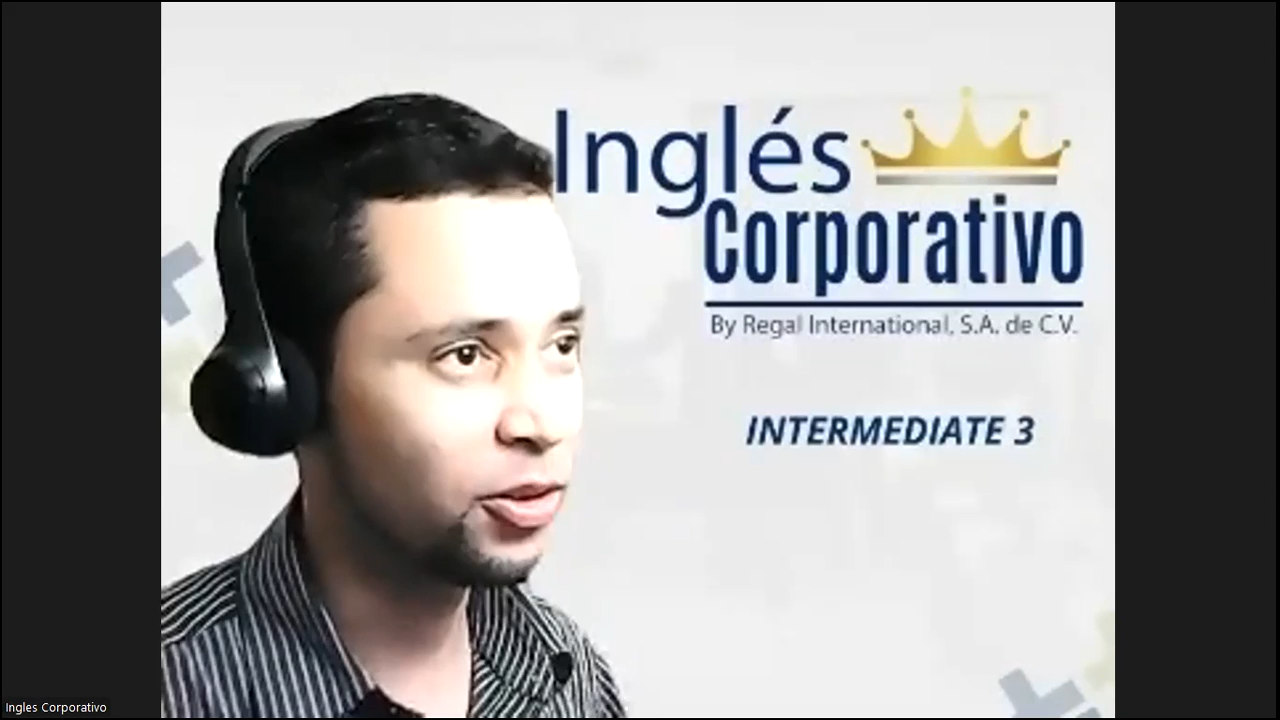 Inglés
Corporativo
By Regal International, S.A. de C.V.
INTERMEDIATE 3
Ingles Corporativo